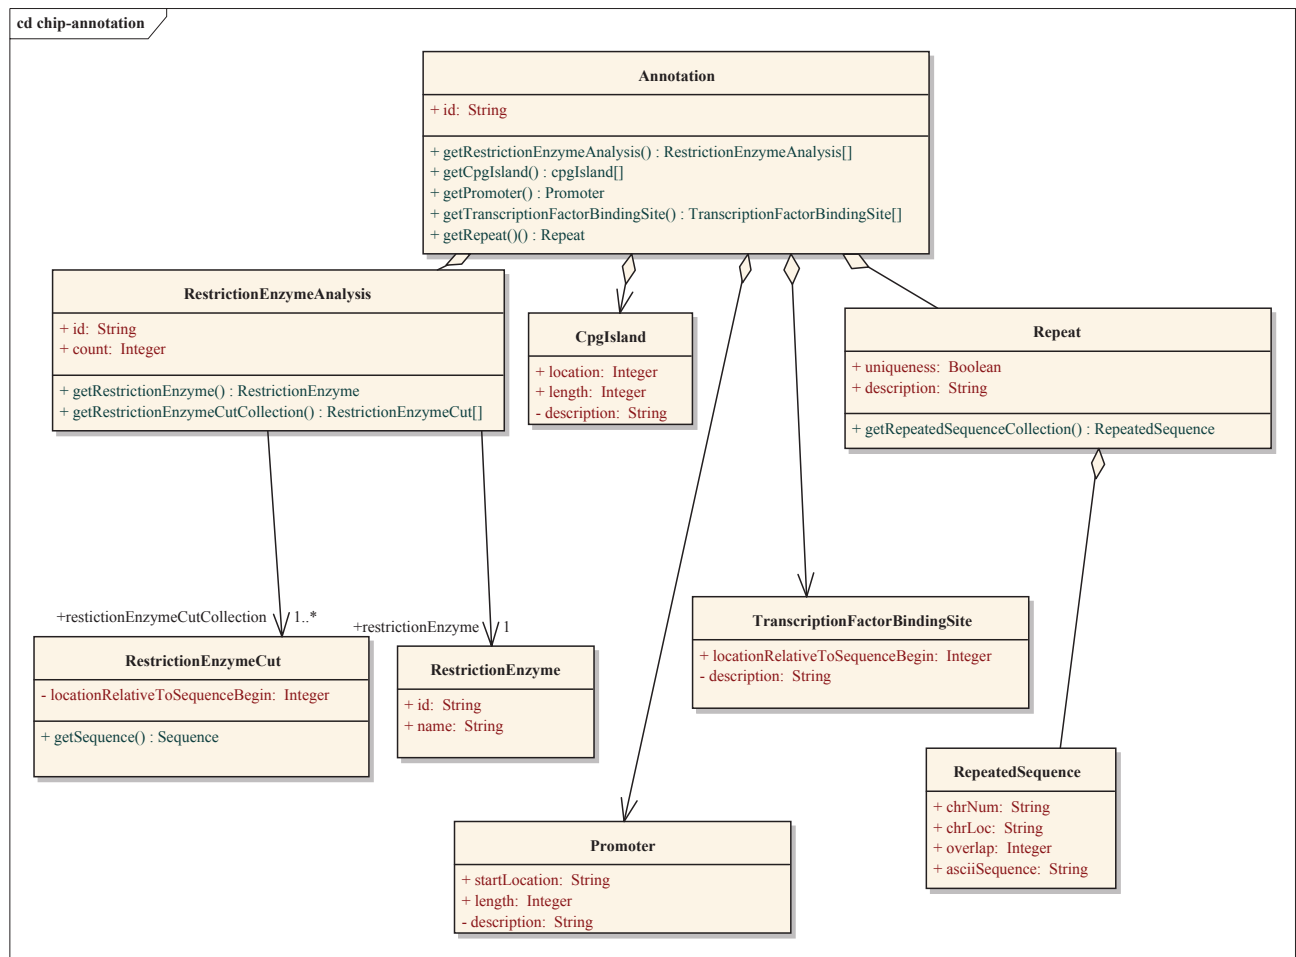 cd chip-annotation
Annotation
+ id: String
+ getRestrictionEnzymeAnalysis() : RestrictionEnzymeAnalysis[]
+ getCpgIsland() : cpgIsland[]
+ getPromoter() : Promoter
+ getTranscriptionFactorBindingSite() : TranscriptionFactorBindingSite[]
+ getRepeat()() : Repeat
RestrictionEnzymeAnalysis
+ id: String
+ count: Integer
+ getRestrictionEnzyme() : RestrictionEnzyme
+ getRestrictionEnzymeCutCollection() : RestrictionEnzymeCut[]
CpgIsland
+ location: Integer
+ length: Integer
- description: String
Repeat
+ uniqueness: Boolean
+ description: String
+ getRepeatedSequenceCollection() : RepeatedSequence
+restictionEnzymeCutCollection 1..*
+restrictionEnzyme 1
RestrictionEnzymeCut
- locationRelativeToSequenceBegin: Integer
+ getSequence() : Sequence
RestrictionEnzyme
+ id: String
+ name: String
TranscriptionFactorBindingSite
+ locationRelativeToSequenceBegin: Integer
- description: String
RepeatedSequence
+ chrNum: String
+ chrLoc: String
+ overlap: Integer
+ asciiSequence: String
Promoter
+ startLocation: String
+ length: Integer
- description: String